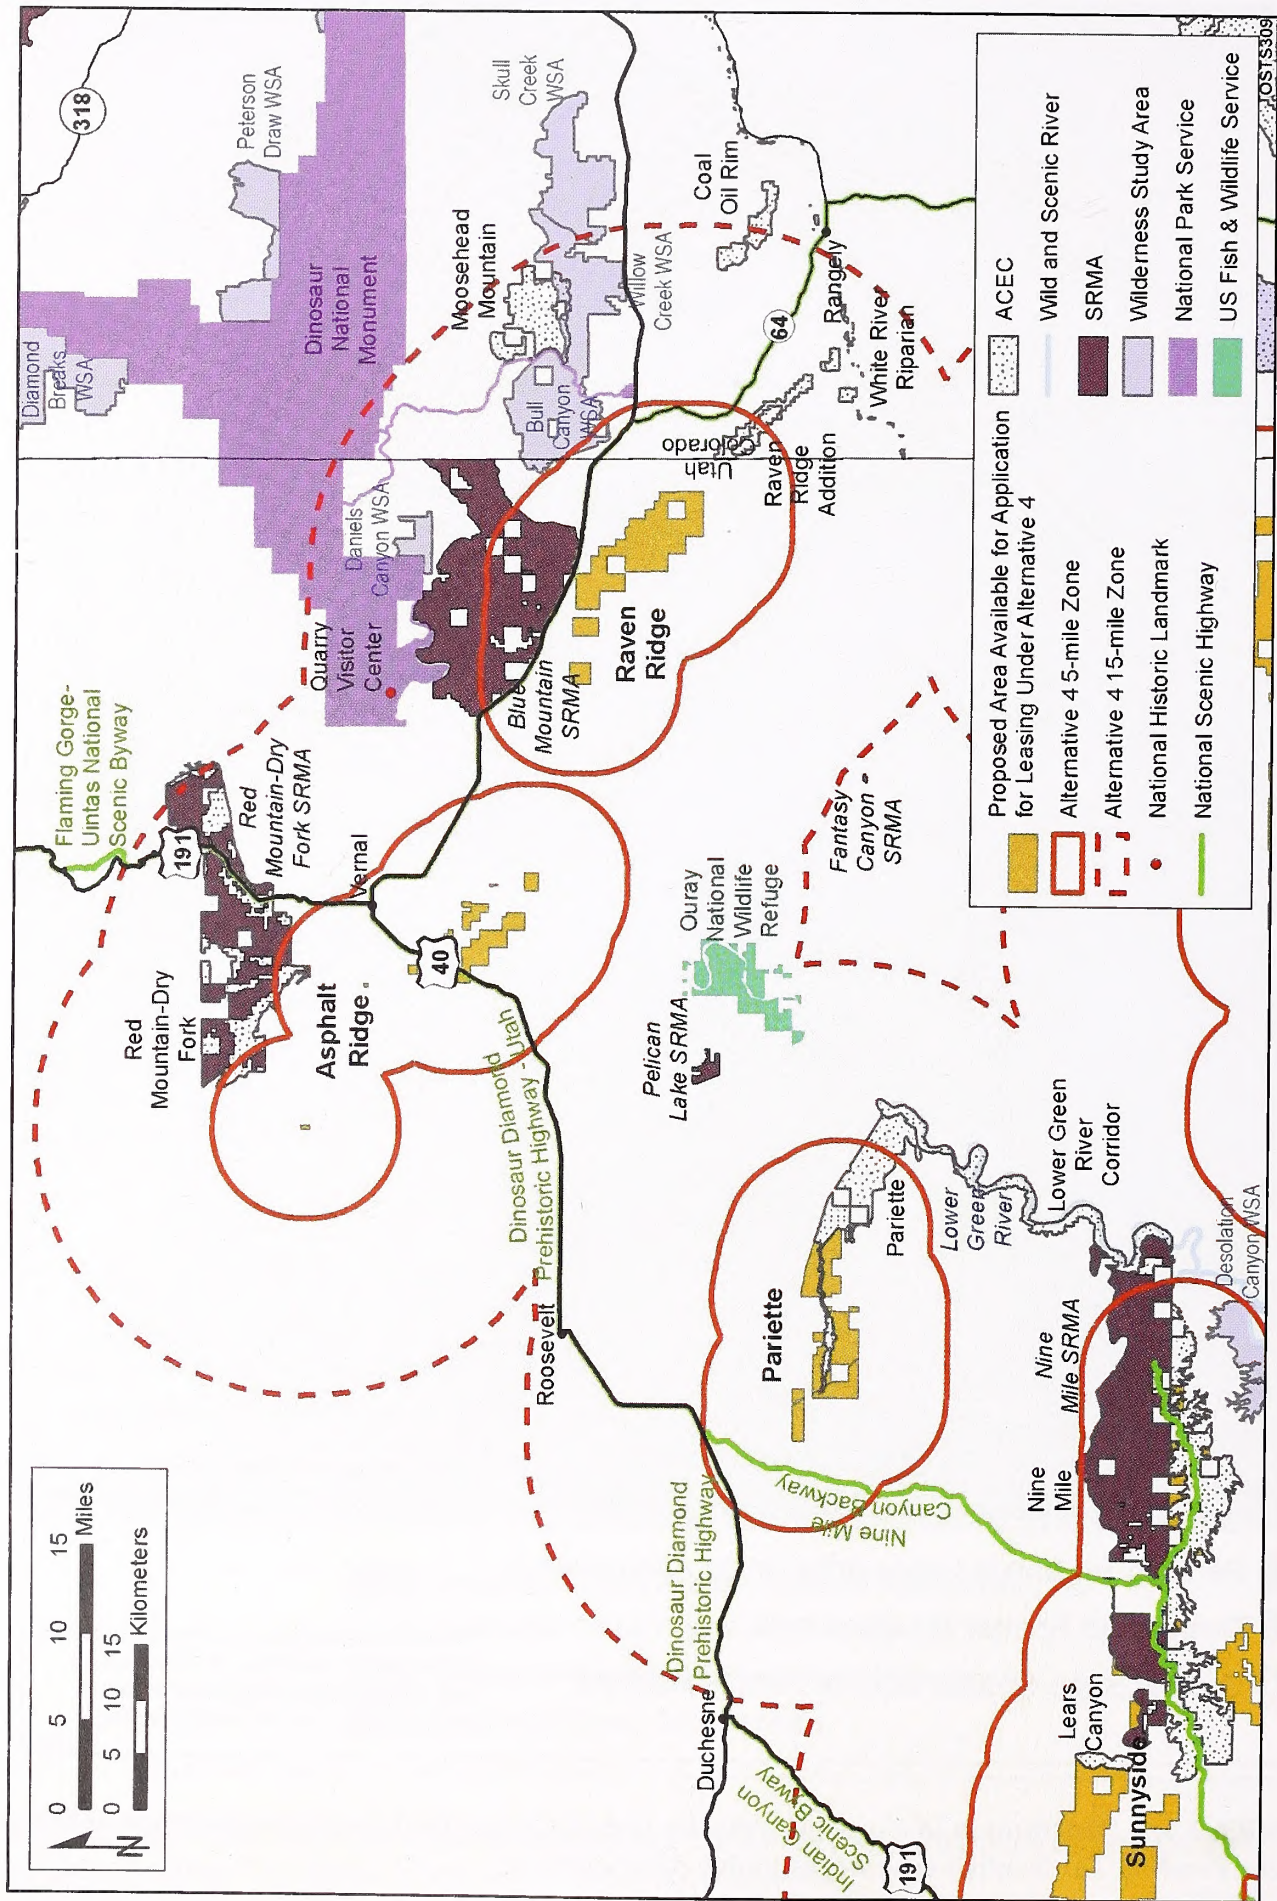 0 5 10 15
Miles
0 5 10 15
Kilometers
N
Flaming Gorge-
Uintas National
Scenic Byway
191
318
Diamond
Breaks
WSA
Peterson
Draw WSA
Dinosaur
National
Monument
Red
Mountain-Dry
Fork
Red
Mountain-Dry
Fork SRMA
Quarry
Visitor
Center
Daniels
Canyon WSA
Moosehead
Mountain
Skull
Creek
WSA
Bull
Canyon
WSA
Willow
Creek WSA
Asphalt
Ridge
Vernal
40
Blue
Mountain
SRMA
Raven
Ridge
Utah
Colorado
Coal
Oil Rim
64
Rangely
White River
Riparian
Raven
Ridge
Addition
Dinosaur Diamond
Prehistoric Highway - Utah
Roosevelt
Pelican
Lake SRMA
Ouray
National
Wildlife
Refuge
Fantasy
Canyon
SRMA
Dinosaur Diamond
Prehistoric Highway
Duchesne
Indian Canyon
Scenic Byway
191
Pariette
Pariette
Nine Mile
Canyon Backway
Lower
Green
River
Lower Green
River
Corridor
Nine
Mile SRMA
Nine
Mile
Desolation
Canyon WSA
Lears
Canyon
Sunnyside
Proposed Area Available for Application
for Leasing Under Alternative 4
Alternative 4 5-mile Zone
Alternative 4 15-mile Zone
National Historic Landmark
National Scenic Highway
ACEC
Wild and Scenic River
SRMA
Wilderness Study Area
National Park Service
US Fish & Wildlife Service
OSTS309